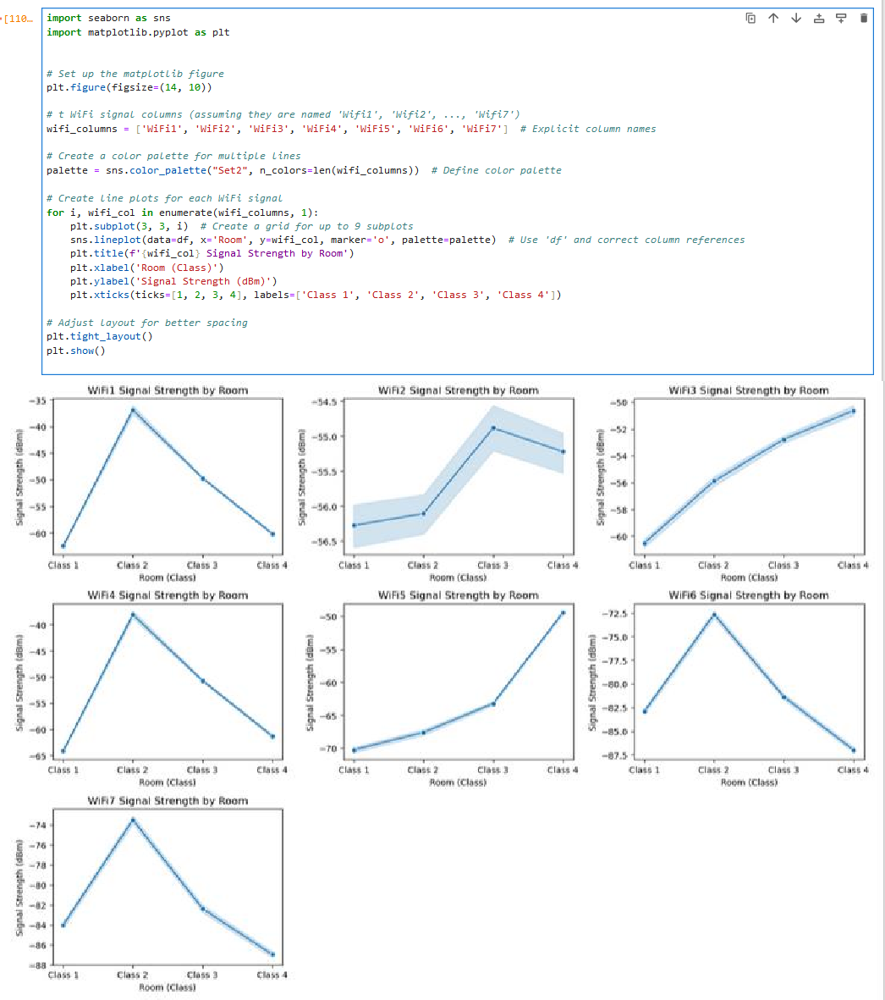 [110…
import seaborn as sns
import matplotlib.pyplot as plt
# Set up the matplotlib figure
plt.figure(figsize=(14, 10))
# t WiFi signal columns (assuming they are named 'Wifi1', 'Wifi2', ..., 'Wifi7')
wifi_columns = ['WiFi1', 'WiFi2', 'WiFi3', 'WiFi4', 'WiFi5', 'WiFi6', 'WiFi7']  # Explicit column names
# Create a color palette for multiple lines
palette = sns.color_palette("Set2", n_colors=len(wifi_columns))  # Define color palette
# Create line plots for each WiFi signal
for i, wifi_col in enumerate(wifi_columns, 1):
    plt.subplot(3, 3, i)  # Create a grid for up to 9 subplots
    sns.lineplot(data=df, x='Room', y=wifi_col, marker='o', palette=palette)  # Use 'df' and correct column references
    plt.title(f'{wifi_col} Signal Strength by Room')
    plt.xlabel('Room (Class)')
    plt.ylabel('Signal Strength (dBm)')
    plt.xticks(ticks=[1, 2, 3, 4], labels=['Class 1', 'Class 2', 'Class 3', 'Class 4'])
# Adjust layout for better spacing
plt.tight_layout()
plt.show()
WiFi1 Signal Strength by Room
Signal Strength (dBm)
−35
−40
−45
−50
−55
−60
Class 1 Class 2 Class 3 Class 4
Room (Class)
WiFi2 Signal Strength by Room
Signal Strength (dBm)
−54.5
−55.0
−55.5
−56.0
−56.5
Class 1 Class 2 Class 3 Class 4
Room (Class)
WiFi3 Signal Strength by Room
Signal Strength (dBm)
−50
−52
−54
−56
−58
−60
Class 1 Class 2 Class 3 Class 4
Room (Class)
WiFi4 Signal Strength by Room
Signal Strength (dBm)
−40
−45
−50
−55
−60
−65
Class 1 Class 2 Class 3 Class 4
Room (Class)
WiFi5 Signal Strength by Room
Signal Strength (dBm)
−50
−55
−60
−65
−70
Class 1 Class 2 Class 3 Class 4
Room (Class)
WiFi6 Signal Strength by Room
Signal Strength (dBm)
−72.5
−75.0
−77.5
−80.0
−82.5
−85.0
−87.5
Class 1 Class 2 Class 3 Class 4
Room (Class)
WiFi7 Signal Strength by Room
Signal Strength (dBm)
−74
−76
−78
−80
−82
−84
−86
−88
Class 1 Class 2 Class 3 Class 4
Room (Class)